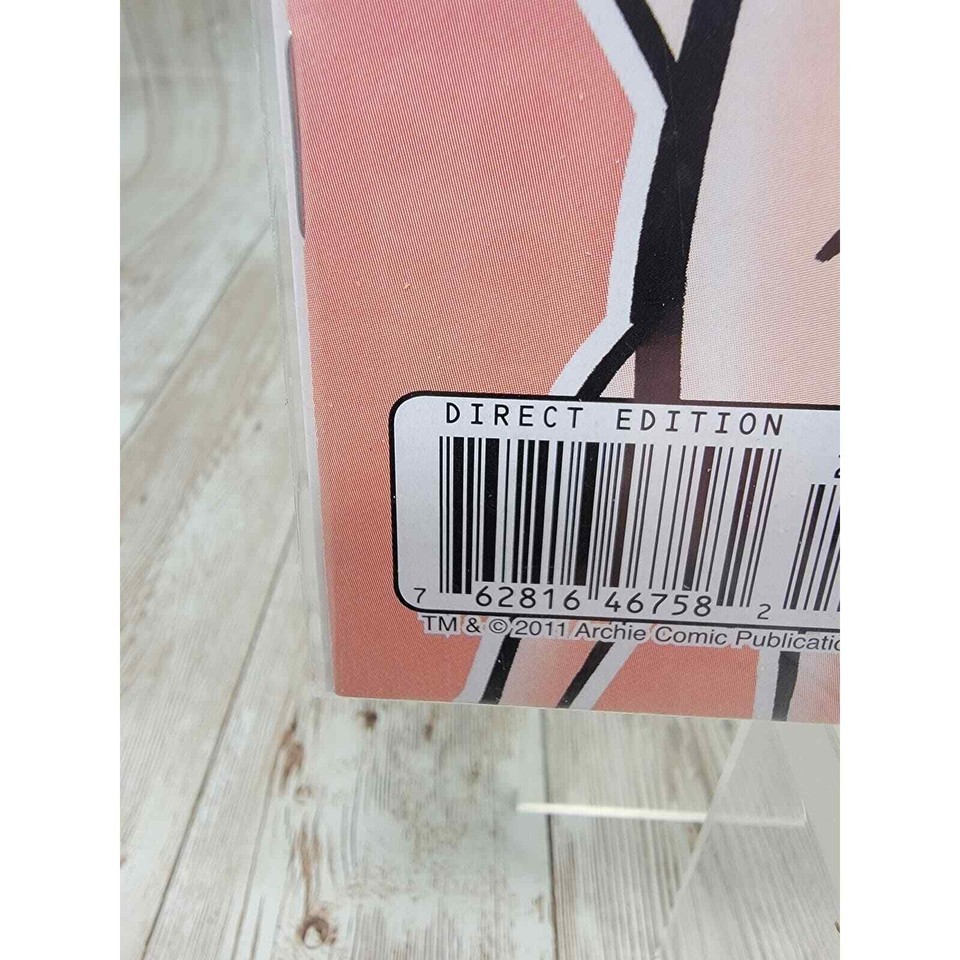 DIRECT EDITION
7 62816 46758 2
TM & © 2011 Archie Comic